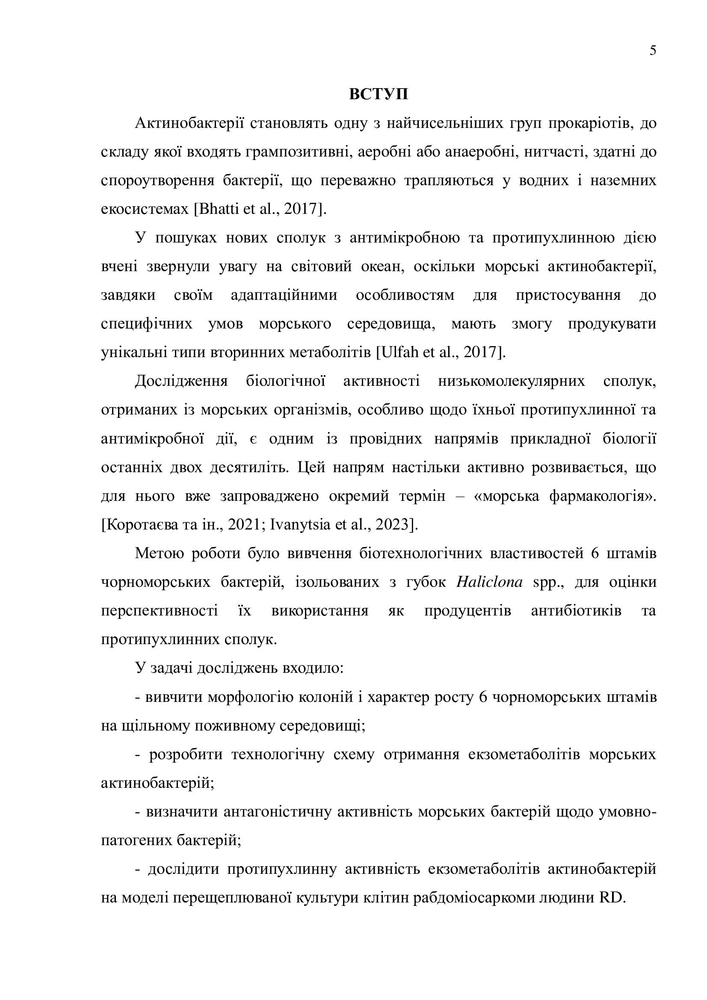 5
ВСТУП
Актинобактерії становлять одну з найчисельніших груп прокаріотів, до
складу якої входять грампозитивні, аеробні або анаеробні, нитчасті, здатні до
спороутворення бактерії, що переважно трапляються у водних і наземних
екосистемах [Bhatti et al., 2017].
У пошуках нових сполук з антимікробною та протипухлинною дією
вчені звернули увагу на світовий океан, оскільки морські актинобактерії,
завдяки своїм адаптаційними особливостям для пристосування до
специфічних умов морського середовища, мають змогу продукувати
унікальні типи вторинних метаболітів [Ulfah et al., 2017].
Дослідження біологічної активності низькомолекулярних сполук,
отриманих із морських організмів, особливо щодо їхньої протипухлинної та
антимікробної дії, є одним із провідних напрямів прикладної біології
останніх двох десятиліть. Цей напрям настільки активно розвивається, що
для нього вже запроваджено окремий термін – «морська фармакологія».
[Коротаєва та ін., 2021; Ivanytsia et al., 2023].
Метою роботи було вивчення біотехнологічних властивостей 6 штамів
чорноморських бактерій, ізольованих з губок Haliclona spp., для оцінки
перспективності їх використання як продуцентів антибіотиків та
протипухлинних сполук.
У задачі досліджень входило:
- вивчити морфологію колоній і характер росту 6 чорноморських штамів
на щільному поживному середовищі;
- розробити технологічну схему отримання екзометаболітів морських
актинобактерій;
- визначити антагоністичну активність морських бактерій щодо умовно-
патогених бактерій;
- дослідити протипухлинну активність екзометаболітів актинобактерій
на моделі перещеплюваної культури клітин рабдоміосаркоми людини RD.